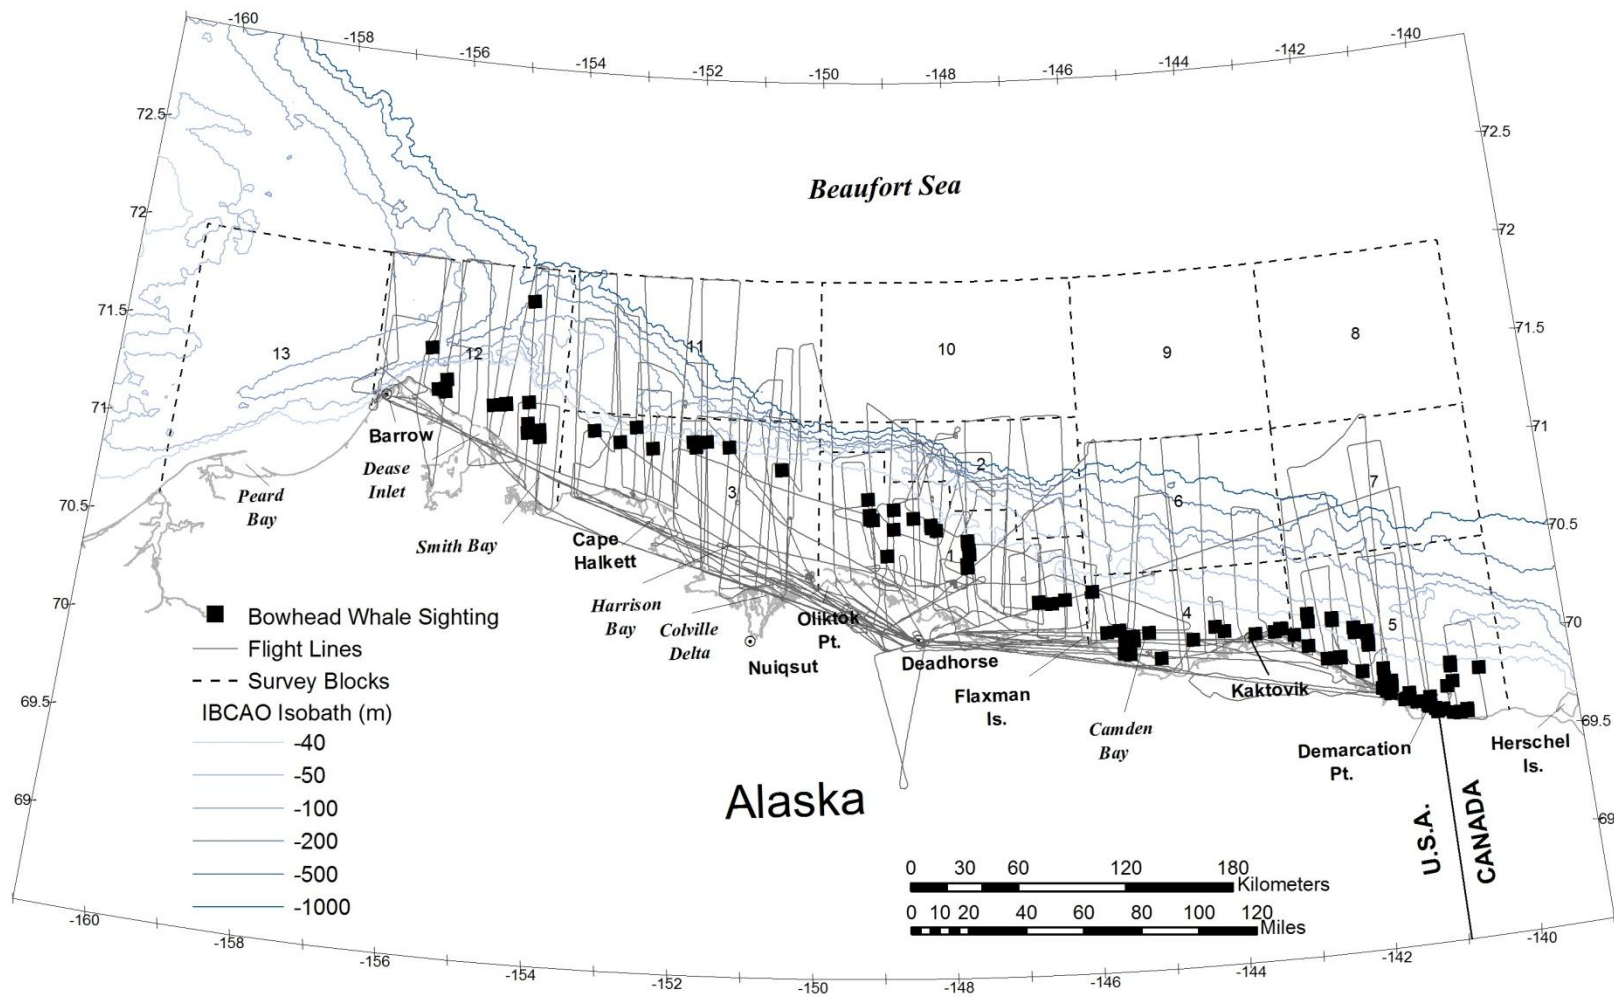 -160
-158
-156
-154
-152
-150
-148
-146
-144
-142
-140
72.5
72.5
Beaufort Sea
72
72
71.5
71.5
8
10
9
11
13
12
71
71
Barrow
Dease
Inlet
2
7
3
6
Peard
Bay
70.5
70.5
Smith Bay
Cape
Halkett
1
Harrison
Bay
Colville
Delta
Oliktok
Pt.
4
5
70
70
Bowhead Whale Sighting
Flight Lines
Survey Blocks
IBCAO Isobath (m)
-40
-50
-100
-200
-500
-1000
Nuiqsut
Deadhorse
Flaxman
Is.
Kaktovik
Camden
Bay
Demarcation
Pt.
Herschel
Is.
69.5
69.5
Alaska
69
69
U.S.A.
CANADA
0 30 60 120 180
Kilometers
0 10 20 40 60 80 100 120
Miles
-160
-158
-156
-154
-152
-150
-148
-146
-144
-142
-140